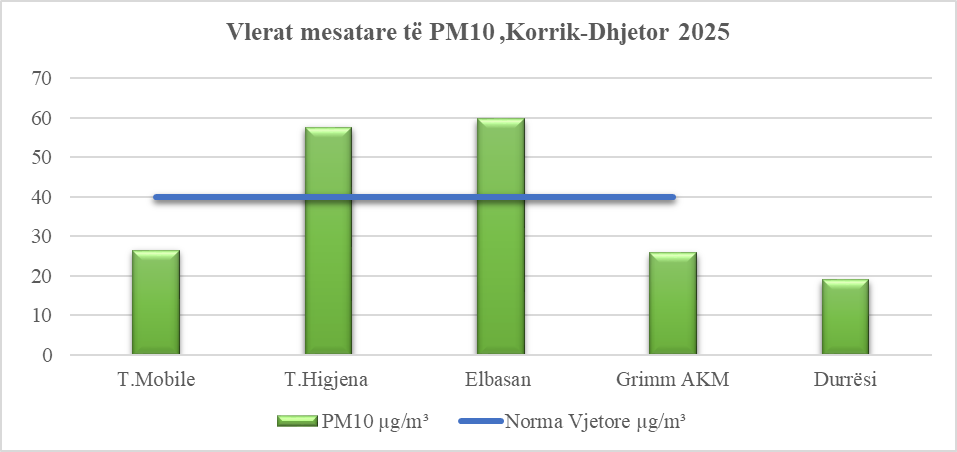 Vlerat mesatare të PM10 ,Korrik-Dhjetor 2025
70
60
50
40
30
20
10
0
T.Mobile T.Higjena Elbasan Grimm AKM Durrësi
PM10 µg/m³ Norma Vjetore µg/m³